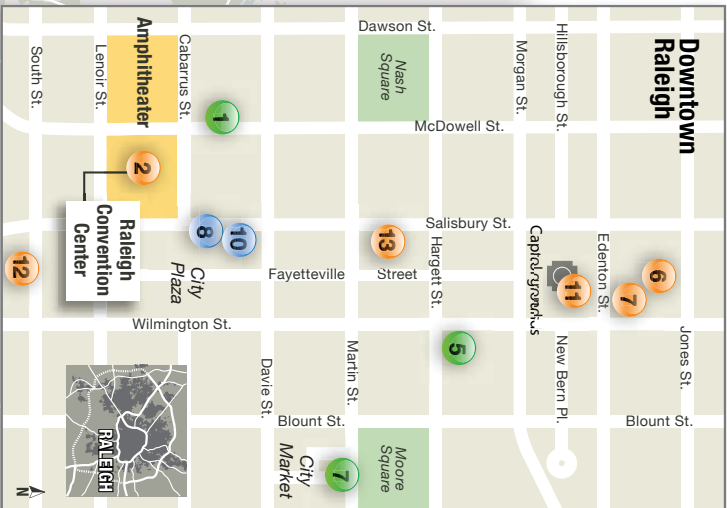 Downtown
Raleigh
Dawson St.
McDowell St.
Salisbury St.
Fayetteville Street
Wilmington St.
Blount St.
Blount St.
South St.
Lenoir St.
Cabarrus St.
Davie St.
Martin St.
Hargett St.
Morgan St.
Hillsborough St.
New Bern Pl.
Edenton St.
Jones St.
Amphitheater
Nash
Square
Moore
Square
City
Plaza
City
Market
Raleigh
Convention
Center
1
2
8
10
13
12
11
6
7
5
7
RALEIGH
N